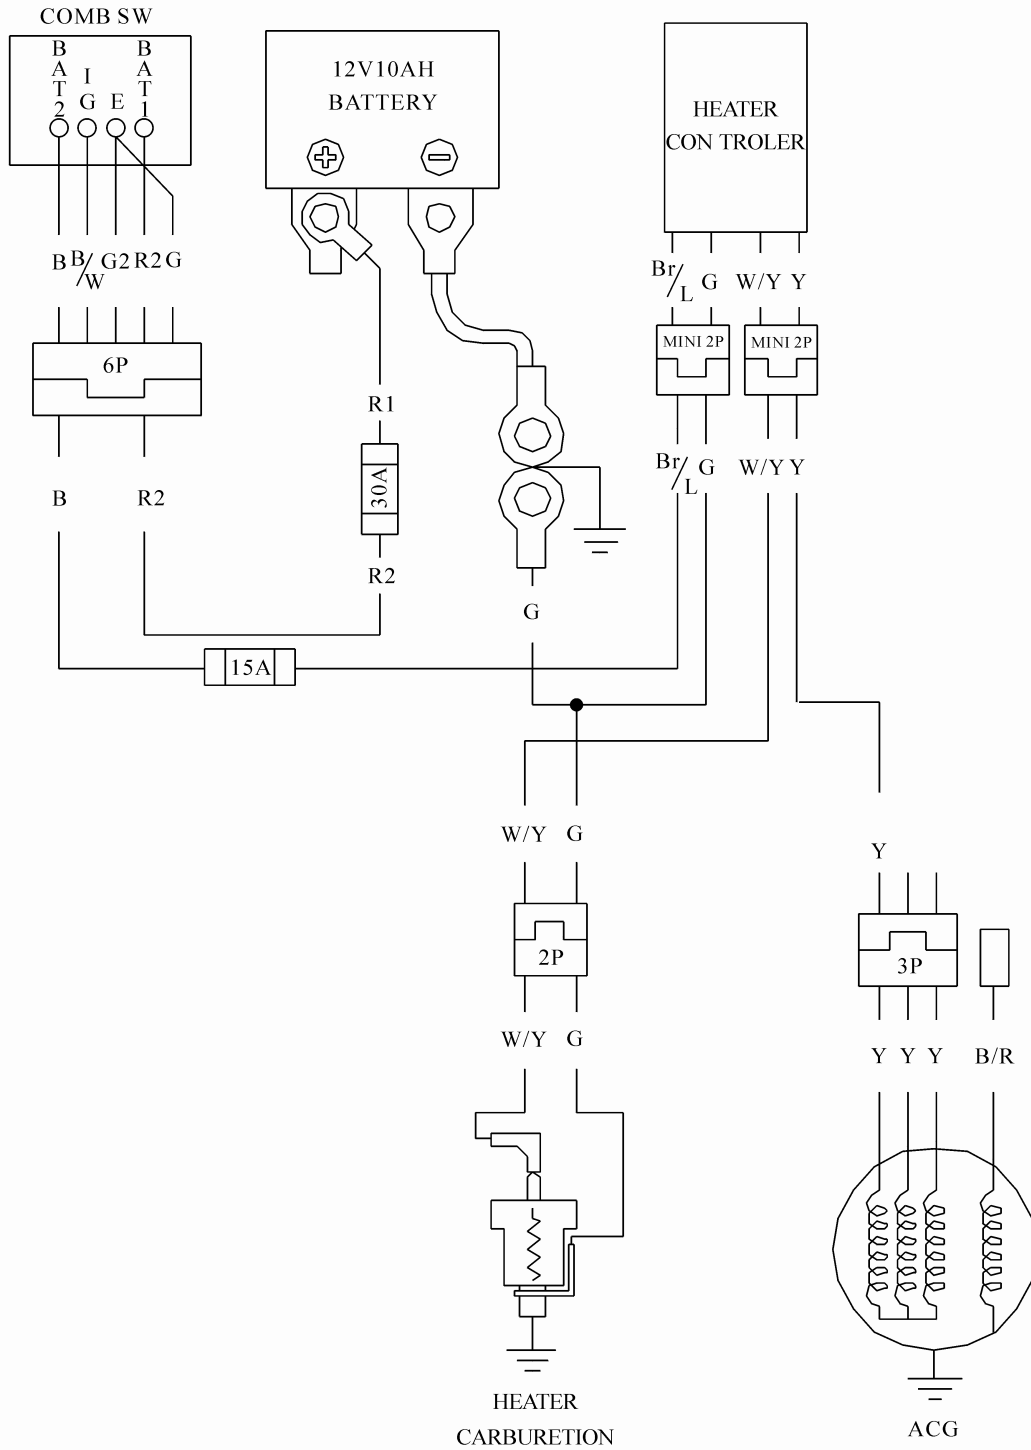 COMB SW
BAT2
IG
E
BAT1
12V10AH
BATTERY
HEATER
CON TROLER
B
B/W
G2
R2
G
Br/L
G
W/Y
Y
MINI 2P
MINI 2P
6P
R1
30A
Br/L
G
W/Y
Y
B
R2
R2
G
15A
W/Y
G
Y
2P
3P
W/Y
G
Y
Y
Y
B/R
HEATER
CARBURETION
ACG